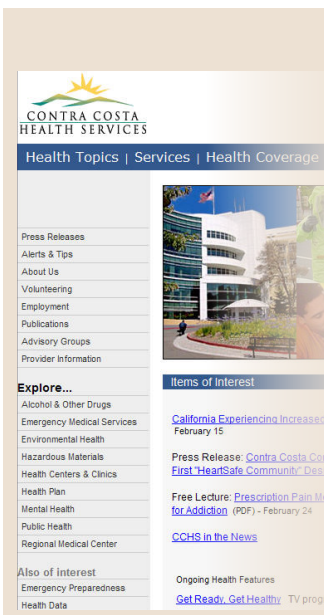 CONTRA COSTA
HEALTH SERVICES
Health Topics | Services | Health Coverage
Press Releases
Alerts & Tips
About Us
Volunteering
Employment
Publications
Advisory Groups
Provider Information
Explore...
Alcohol & Other Drugs
Emergency Medical Services
Environmental Health
Hazardous Materials
Health Centers & Clinics
Health Plan
Mental Health
Public Health
Regional Medical Center
Also of interest
Emergency Preparedness
Health Data
Items of Interest
California Experiencing Increased
February 15
Press Release: Contra Costa Co
First "HeartSafe Community" Des
Free Lecture: Prescription Pain M
for Addiction (PDF) - February 24
CCHS in the News
Ongoing Health Features
Get Ready, Get Healthy TV prog